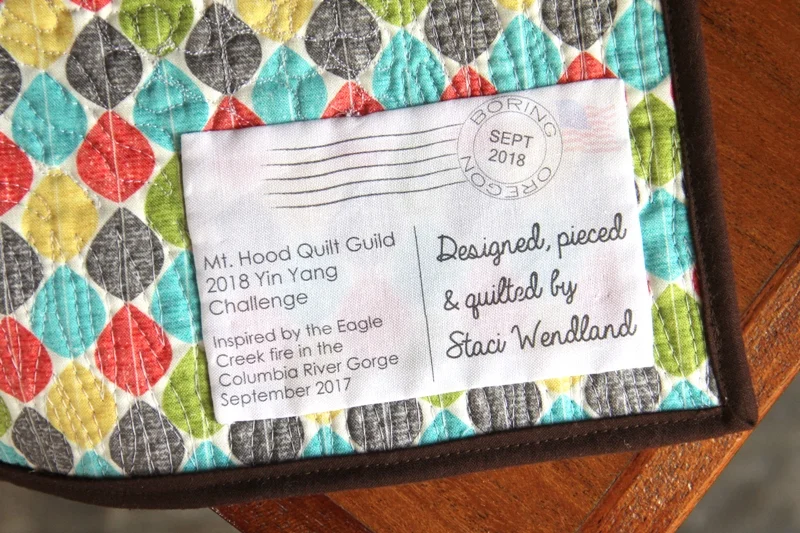 BORING
SEPT
2018
OREGON
Mt. Hood Quilt Guild
2018 Yin Yang
Challenge
Inspired by the Eagle
Creek fire in the
Columbia River Gorge
September 2017
Designed, pieced
& quilted by
Staci Wendland